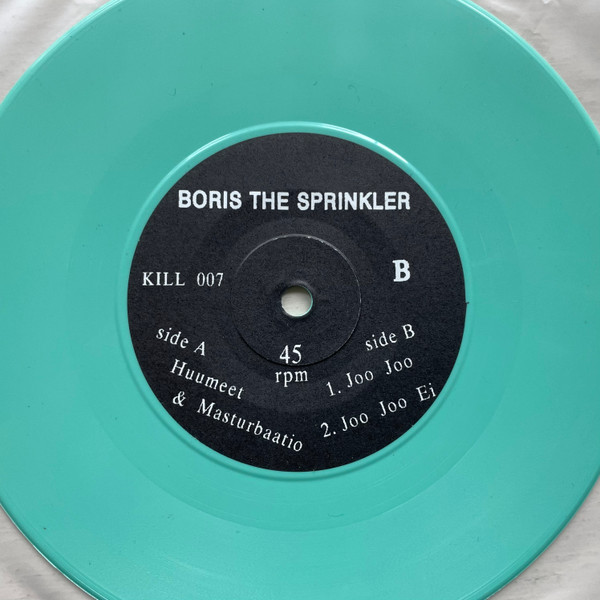 BORIS THE SPRINKLER
KILL 007
B
side A
Huumeet
& Masturbaatio
45
rpm
side B
1. Joo Joo
2. Joo Joo Ei